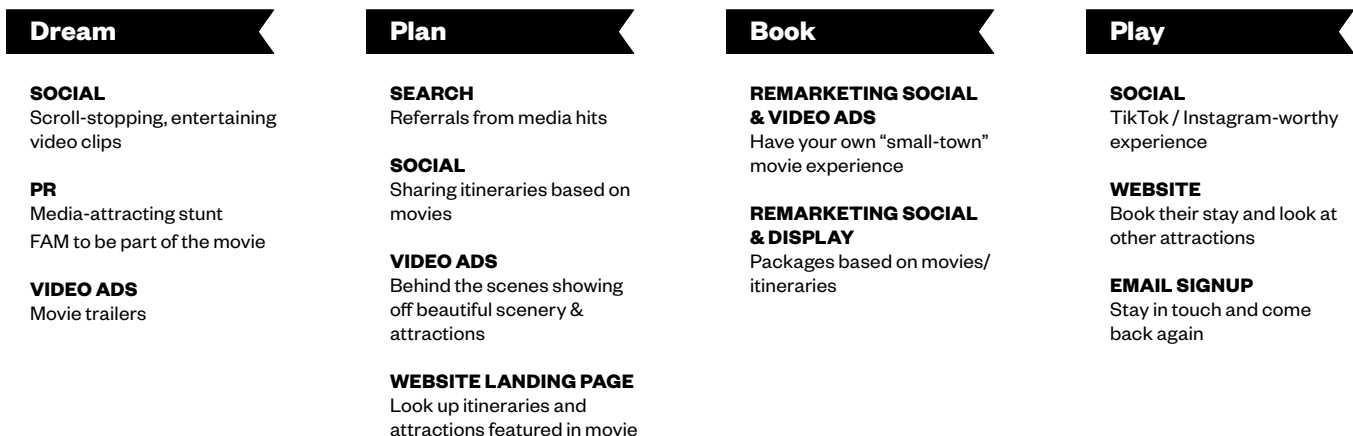 Dream
SOCIAL
Scroll-stopping, entertaining
video clips
PR
Media-attracting stunt
FAM to be part of the movie
VIDEO ADS
Movie trailers
Plan
SEARCH
Referrals from media hits
SOCIAL
Sharing itineraries based on
movies
VIDEO ADS
Behind the scenes showing
off beautiful scenery &
attractions
WEBSITE LANDING PAGE
Look up itineraries and
attractions featured in movie
Book
REMARKETING SOCIAL
& VIDEO ADS
Have your own “small-town”
movie experience
REMARKETING SOCIAL
& DISPLAY
Packages based on movies/
itineraries
Play
SOCIAL
TikTok / Instagram-worthy
experience
WEBSITE
Book their stay and look at
other attractions
EMAIL SIGNUP
Stay in touch and come
back again